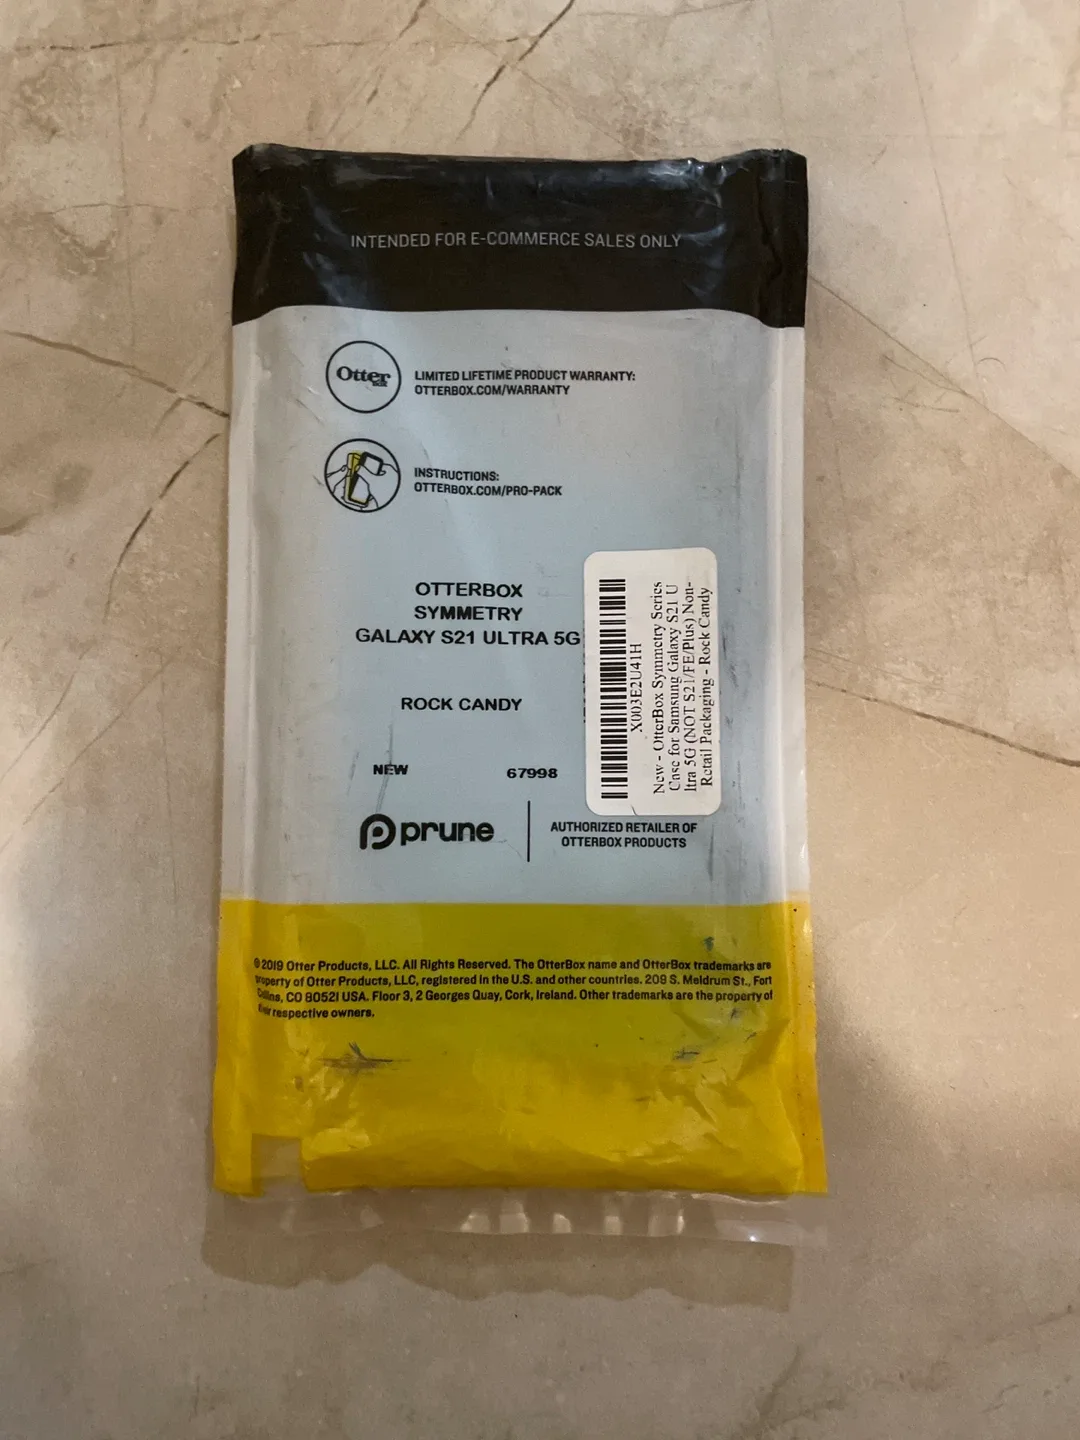 INTENDED FOR E-COMMERCE SALES ONLY
Otter
BOX
LIMITED LIFETIME PRODUCT WARRANTY:
OTTERBOX.COM/WARRANTY
INSTRUCTIONS:
OTTERBOX.COM/PRO-PACK
OTTERBOX
SYMMETRY
GALAXY S21 ULTRA 5G
ROCK CANDY
NEW 67998
X003E2U41H
New - OtterBox Symmetry Series
Case for Samsung Galaxy S21 U
ltra 5G (NOT S21/FE/Plus) Non-
Retail Packaging - Rock Candy
prune
AUTHORIZED RETAILER OF
OTTERBOX PRODUCTS
©2019 Otter Products, LLC. All Rights Reserved. The OtterBox name and OtterBox trademarks are
property of Otter Products, LLC, registered in the U.S. and other countries. 209 S. Meldrum St., Fort
Collins, CO 80521 USA. Floor 3, 2 Georges Quay, Cork, Ireland. Other trademarks are the property of
their respective owners.